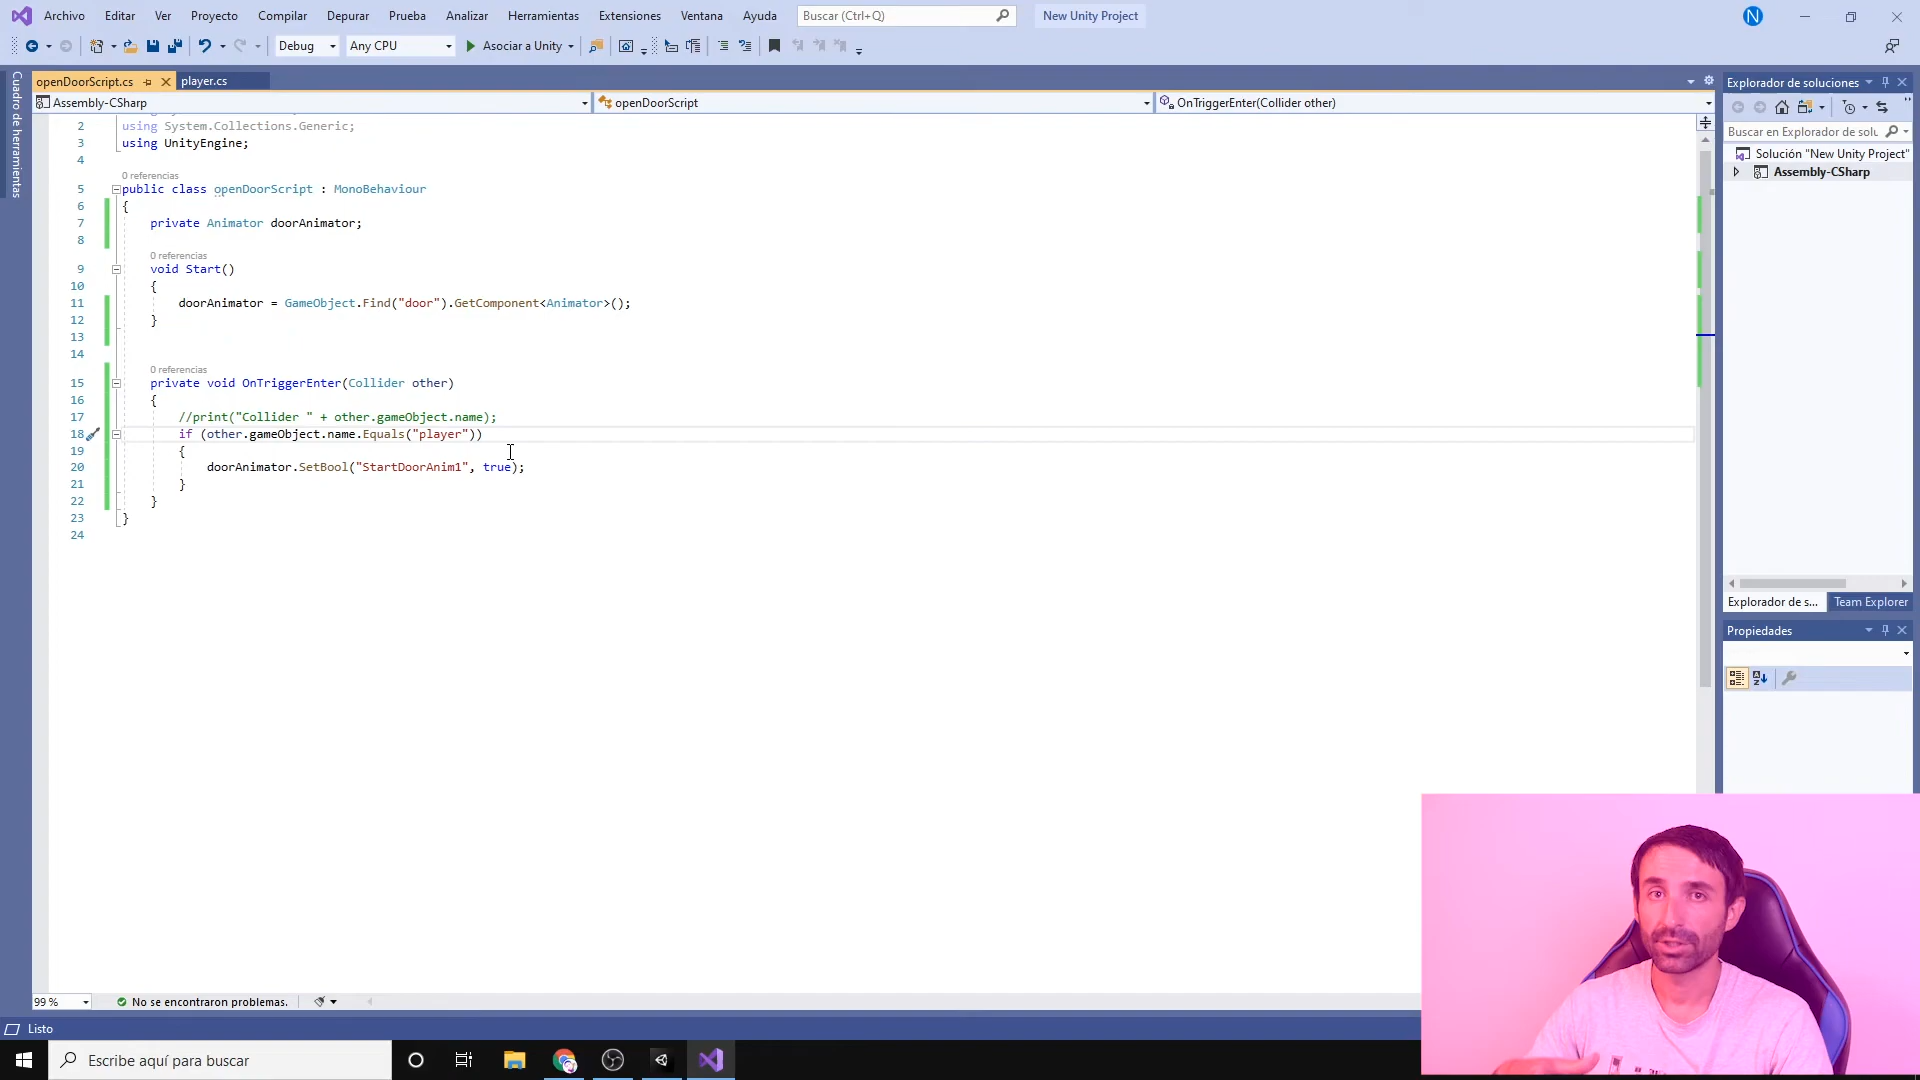 Archivo Editar Ver Proyecto Compilar Depurar Prueba Analizar Herramientas Extensiones Ventana Ayuda Buscar (Ctrl+Q) New Unity Project N
Debug Any CPU Asociar a Unity
openDoorScript.cs player.cs
Assembly-CSharp openDoorScript OnTriggerEnter(Collider other)
Cuadro de herramientas
2 using System.Collections.Generic;
3 using UnityEngine;
4
0 referencias
5 public class openDoorScript : MonoBehaviour
6 {
7 private Animator doorAnimator;
8
0 referencias
9 void Start()
10 {
11 doorAnimator = GameObject.Find("door").GetComponent<Animator>();
12 }
13
14
0 referencias
15 private void OnTriggerEnter(Collider other)
16 {
17 //print("Collider " + other.gameObject.name);
18 if (other.gameObject.name.Equals("player"))
19 {
20 doorAnimator.SetBool("StartDoorAnim1", true);
21 }
22 }
23 }
24
Explorador de soluciones
Buscar en Explorador de solu
Solución "New Unity Project"
Assembly-CSharp
Explorador de s... Team Explorer
Propiedades
99 % No se encontraron problemas.
Listo
Escribe aquí para buscar